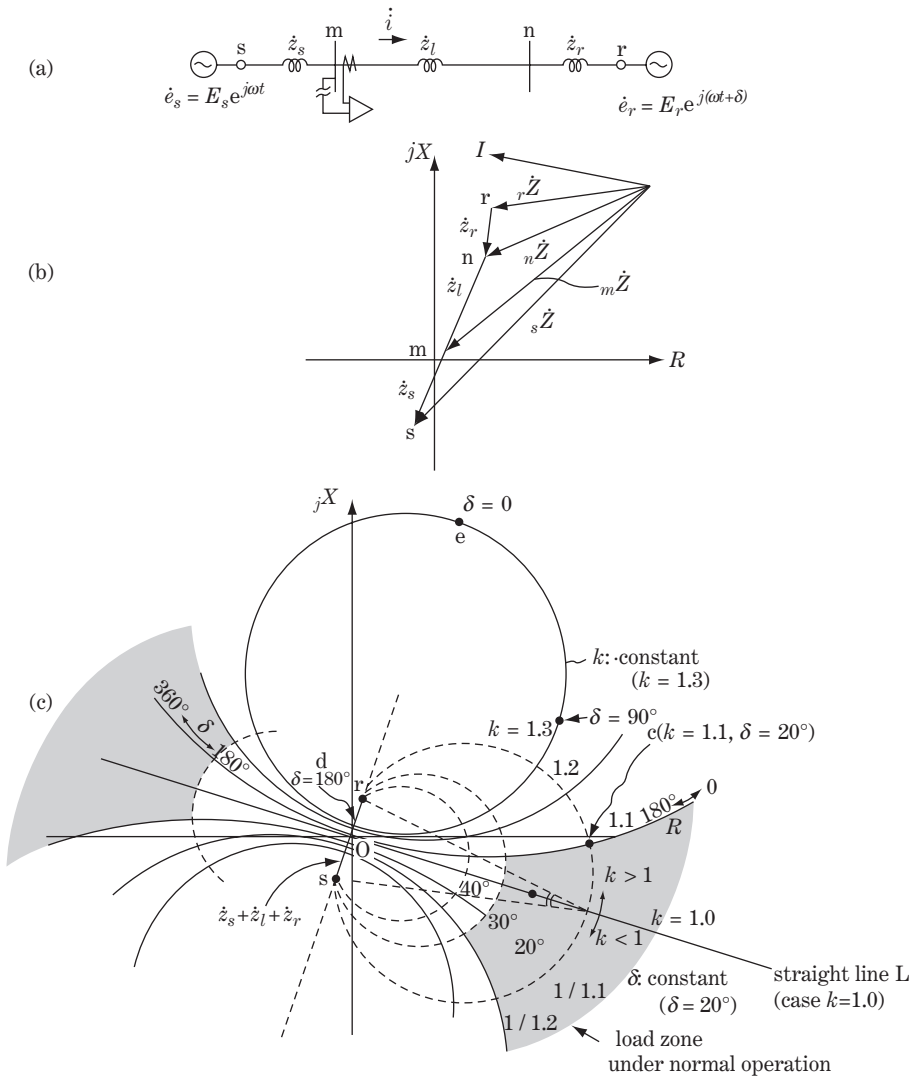 (a)
s
ż_s
m
i̇
ż_l
n
ż_r
r
ė_s = E_s e^{jωt}
ė_r = E_r e^{j(ωt+δ)}
(b)
jX
I
r
_rŻ
ż_r
n
_nŻ
ż_l
_mŻ
_sŻ
m
R
ż_s
s
(c)
jX
δ = 0
e
k:·constant
(k = 1.3)
360°
δ
180°
k = 1.3
δ = 90°
c(k = 1.1, δ = 20°)
d
δ=180°
r
1.2
0
180°
1.1
R
O
s
40°
k > 1
ż_s+ż_l+ż_r
30°
k = 1.0
20°
k < 1
straight line L
(case k=1.0)
δ: constant
(δ = 20°)
1 / 1.1
1 / 1.2
load zone
under normal operation